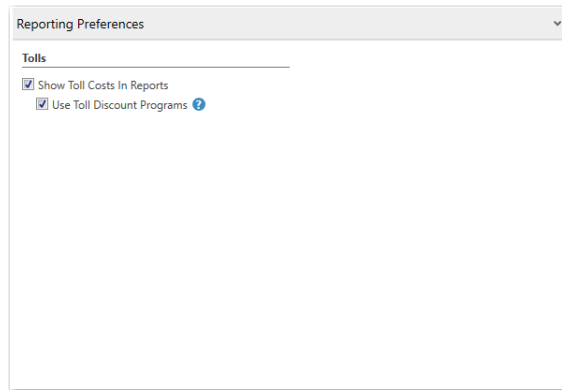 Reporting Preferences
Tolls
Show Toll Costs In Reports
Use Toll Discount Programs ?